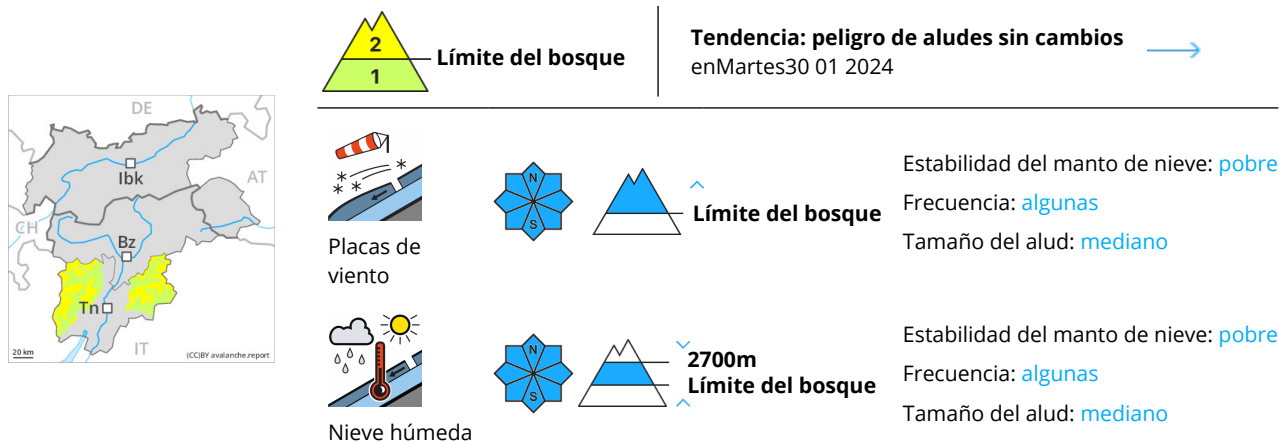 2
1
Límite del bosque
Tendencia: peligro de aludes sin cambios
enMartes30 01 2024
DE
AT
CH
Ibk
Bz
Tn
IT
20 km
(CC)BY avalanche.report
Placas de
viento
N
S
Límite del bosque
Estabilidad del manto de nieve: pobre
Frecuencia: algunas
Tamaño del alud: mediano
Nieve húmeda
N
S
2700m
Límite del bosque
Estabilidad del manto de nieve: pobre
Frecuencia: algunas
Tamaño del alud: mediano